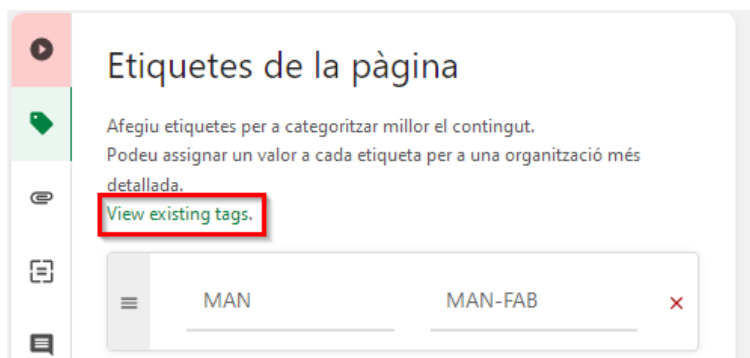 Etiquetes de la pàgina
Afegiu etiquetes per a categoritzar millor el contingut.
Podeu assignar un valor a cada etiqueta per a una organització més
detallada.
View existing tags.
MAN MAN-FAB